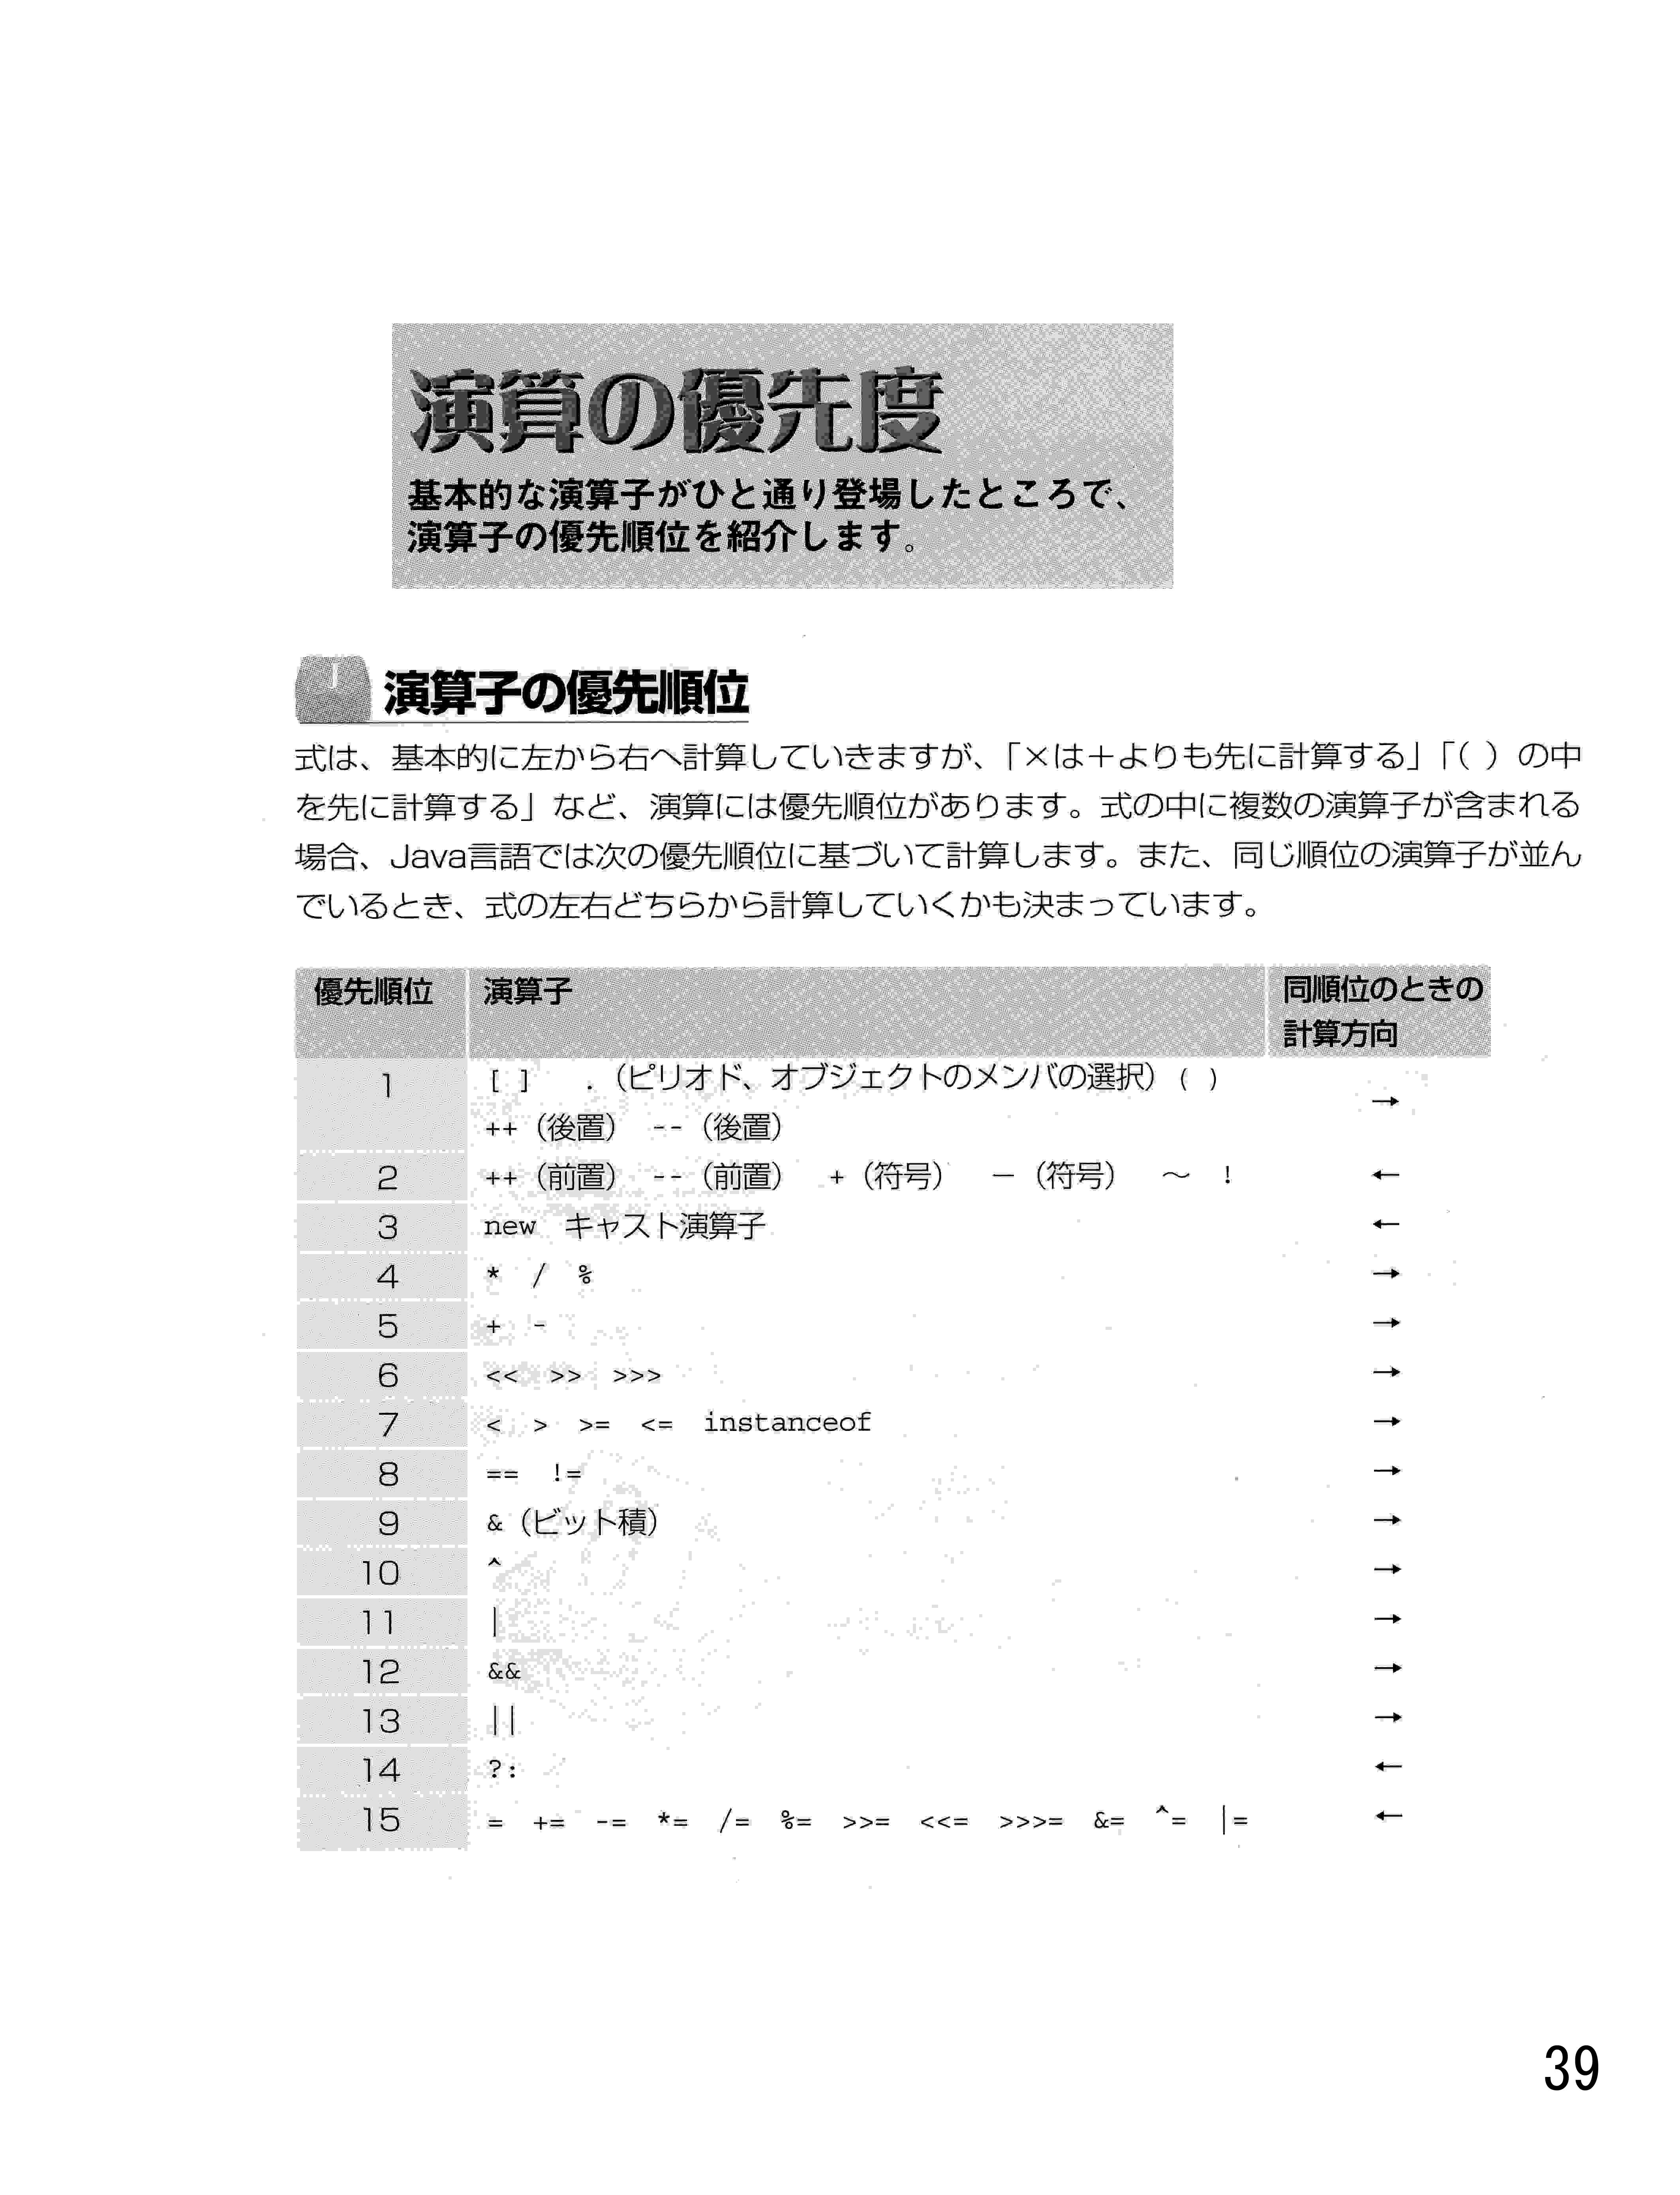 演算の優先度
基本的な演算子がひと通り登場したところで、
演算子の優先順位を紹介します。
J
演算子の優先順位
式は、基本的に左から右へ計算していきますが、「×は＋よりも先に計算する」「( ) の中
を先に計算する」など、演算には優先順位があります。式の中に複数の演算子が含まれる
場合、Java言語では次の優先順位に基づいて計算します。また、同じ順位の演算子が並ん
でいるとき、式の左右どちらから計算していくかも決まっています。
優先順位 演算子 同順位のときの
計算方向
1 [ ] .（ピリオド、オブジェクトのメンバの選択）( )
++（後置） --（後置） →
2 ++（前置） --（前置） +（符号） －（符号） ～ ! ←
3 new キャスト演算子 ←
4 * / % →
5 + - →
6 << >> >>> →
7 < > >= <= instanceof →
8 == != →
9 &（ビット積） →
10 ^ →
11 | →
12 && →
13 || →
14 ?: ←
15 = += -= *= /= %= >>= <<= >>>= &= ^= |= ←
39